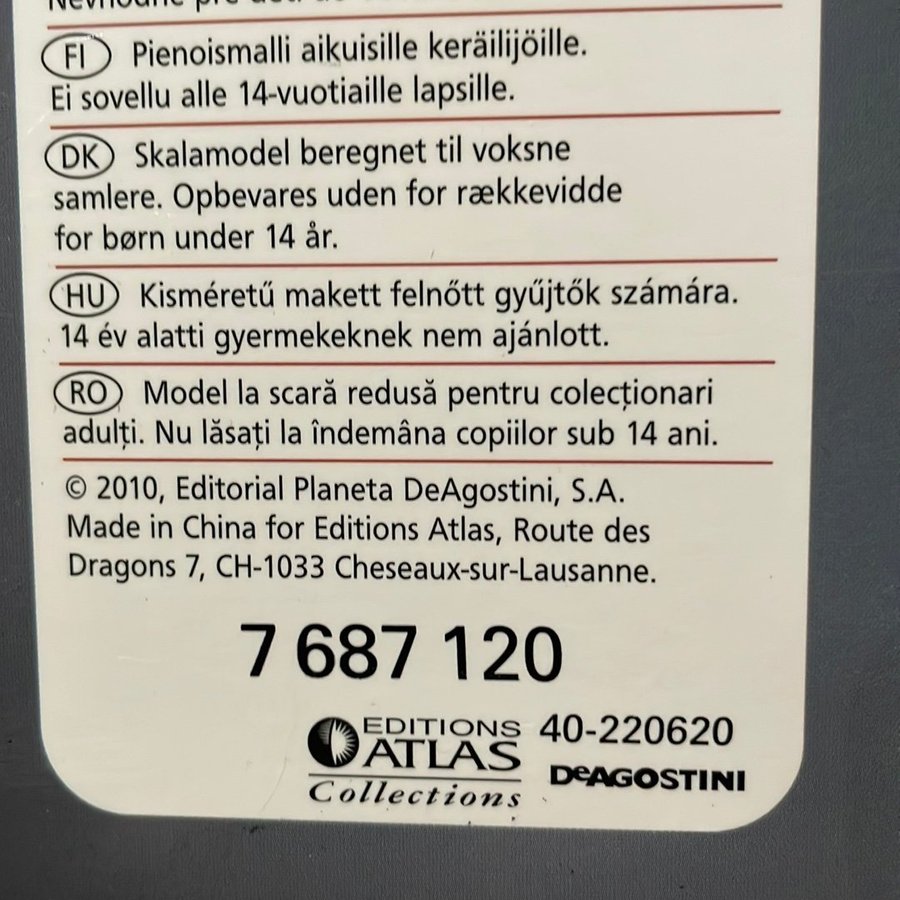 Nevhodné pre deti do
FI Pienoismalli aikuisille keräilijöille.
Ei sovellu alle 14-vuotiaille lapsille.
DK Skalamodel beregnet til voksne
samlere. Opbevares uden for rækkevidde
for børn under 14 år.
HU Kisméretű makett felnőtt gyűjtők számára.
14 év alatti gyermekeknek nem ajánlott.
RO Model la scară redusă pentru colecționari
adulți. Nu lăsați la îndemâna copiilor sub 14 ani.
© 2010, Editorial Planeta DeAgostini, S.A.
Made in China for Editions Atlas, Route des
Dragons 7, CH-1033 Cheseaux-sur-Lausanne.
7 687 120
EDITIONS ATLAS Collections
40-220620
DeAGOSTINI